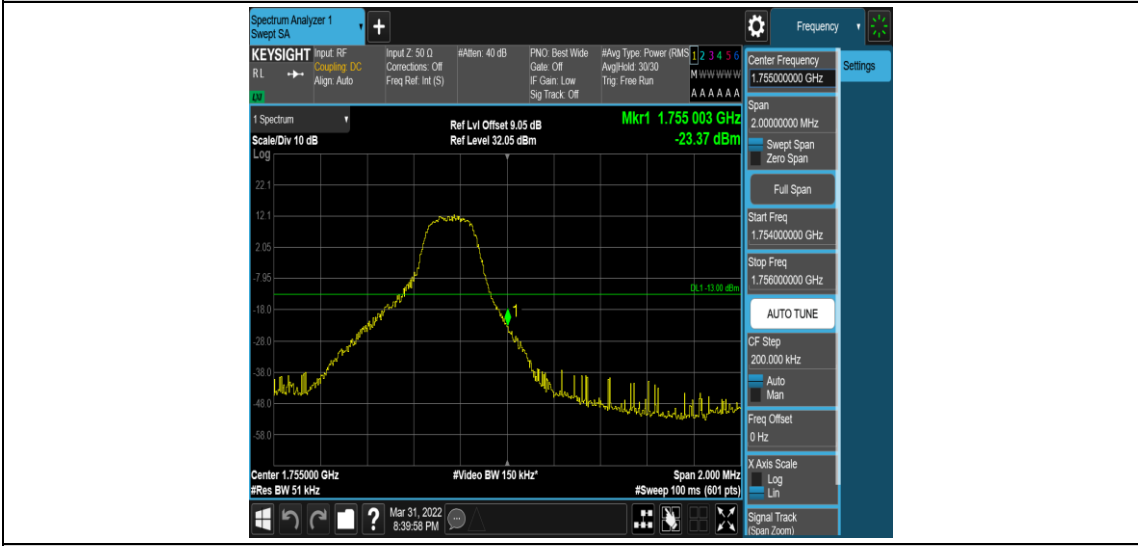 Spectrum Analyzer 1
Swept SA
+
Frequency
KEYSIGHT
RL
Input: RF
Coupling: DC
Align: Auto
Input Z: 50 Ω
Corrections: Off
Freq Ref: Int (S)
#Atten: 40 dB
PNO: Best Wide
Gate: Off
IF Gain: Low
Sig Track: Off
#Avg Type: Power (RMS
Avg|Hold: 30/30
Trig: Free Run
1 2 3 4 5 6
M W W W W W
A A A A A A
1 Spectrum
Scale/Div 10 dB
Log
Ref Lvl Offset 9.05 dB
Ref Level 32.05 dBm
Mkr1 1.755 003 GHz
-23.37 dBm
22.1
12.1
2.05
-7.95
-18.0
-28.0
-38.0
-48.0
-58.0
DL1 -13.00 dBm
1
Center 1.755000 GHz
#Res BW 51 kHz
#Video BW 150 kHz*
Span 2.000 MHz
#Sweep 100 ms (601 pts)
?
Mar 31, 2022
8:39:58 PM
Center Frequency
1.755000000 GHz
Settings
Span
2.00000000 MHz
Swept Span
Zero Span
Full Span
Start Freq
1.754000000 GHz
Stop Freq
1.756000000 GHz
AUTO TUNE
CF Step
200.000 kHz
Auto
Man
Freq Offset
0 Hz
X Axis Scale
Log
Lin
Signal Track
(Span Zoom)